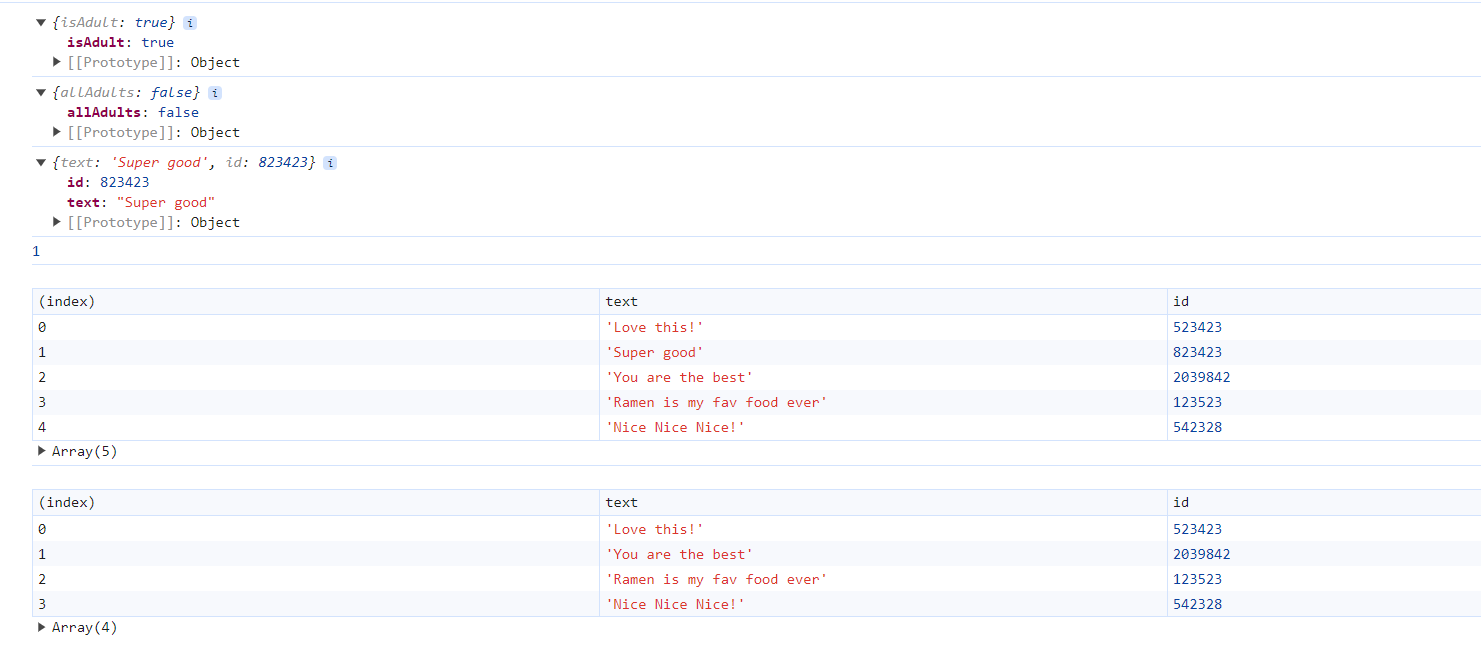 ▼ {isAdult: true} i
isAdult: true
▶ [[Prototype]]: Object
▼ {allAdults: false} i
allAdults: false
▶ [[Prototype]]: Object
▼ {text: 'Super good', id: 823423} i
id: 823423
text: "Super good"
▶ [[Prototype]]: Object
1
(index) text id
0 'Love this!' 523423
1 'Super good' 823423
2 'You are the best' 2039842
3 'Ramen is my fav food ever' 123523
4 'Nice Nice Nice!' 542328
▶ Array(5)
(index) text id
0 'Love this!' 523423
1 'You are the best' 2039842
2 'Ramen is my fav food ever' 123523
3 'Nice Nice Nice!' 542328
▶ Array(4)